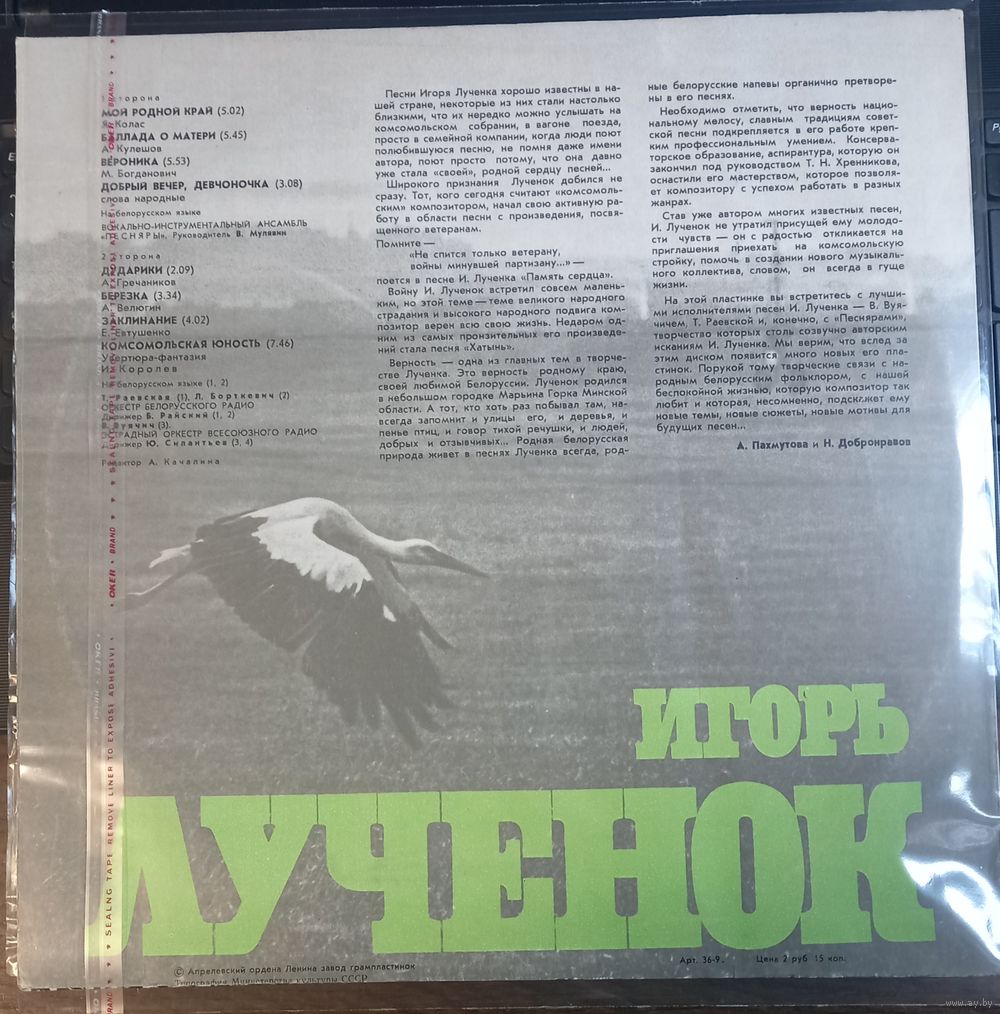 1 сторона
МОЙ РОДНОЙ КРАЙ (5.02)
Я. Колас
БАЛЛАДА О МАТЕРИ (5.45)
А. Кулешов
ВЕРОНИКА (5.53)
М. Богданович
ДОБРЫЙ ВЕЧЕР, ДЕВЧОНОЧКА (3.08)
слова народные
На белорусском языке
ВОКАЛЬНО-ИНСТРУМЕНТАЛЬНЫЙ АНСАМБЛЬ
«ПЕСНЯРЫ». Руководитель В. Мулявин
2 сторона
ДУДАРИКИ (2.09)
А. Гречаников
БЕРЕЗКА (3.34)
А. Велюгин
ЗАКЛИНАНИЕ (4.02)
Е. Евтушенко
КОМСОМОЛЬСКАЯ ЮНОСТЬ (7.46)
Увертюра-фантазия
И. Королев
На белорусском языке (1, 2)
Т. Раевская (1), Л. Борткевич (2)
ОРКЕСТР БЕЛОРУССКОГО РАДИО
Дирижер Б. Райский (1, 2)
В. Вуячич (3).
ЭСТРАДНЫЙ ОРКЕСТР ВСЕСОЮЗНОГО РАДИО
Дирижер Ю. Силантьев (3, 4)
Редактор А. Качалина
Песни Игоря Лученка хорошо известны в на-
шей стране, некоторые из них стали настолько
близкими, что их нередко можно услышать на
комсомольском собрании, в вагоне поезда,
просто в семейной компании, когда люди поют
полюбившуюся песню, не помня даже имени
автора, поют просто потому, что она давно
уже стала «своей», родной сердцу песней...
Широкого признания Лученок добился не
сразу. Тот, кого сегодня считают «комсомоль-
ским» композитором, начал свою активную ра-
боту в области песни с произведения, посвя-
щенного ветеранам.
Помните —
«Не спится только ветерану,
войны минувшей партизану...» —
поется в песне И. Лученка «Память сердца».
Войну И. Лученок встретил совсем малень-
ким, но этой теме — теме великого народного
страдания и высокого народного подвига ком-
позитор верен всю свою жизнь. Недаром од-
ним из самых пронзительных его произведе-
ний стала песня «Хатынь».
Верность — одна из главных тем в творче-
стве Лученка. Это верность родному краю,
своей любимой Белоруссии. Лученок родился
в небольшом городке Марьина Горка Минской
области. А тот, кто хоть раз побывал там, на-
всегда запомнит и улицы его, и деревья, и
пенье птиц, и говор тихой речушки, и людей,
добрых и отзывчивых... Родная белорусская
природа живет в песнях Лученка всегда, род-
ные белорусские напевы органично претворе-
ны в его песнях.
Необходимо отметить, что верность нацио-
нальному мелосу, славным традициям совет-
ской песни подкрепляется в его работе креп-
ким профессиональным умением. Консерва-
торское образование, аспирантура, которую он
закончил под руководством Т. Н. Хренникова,
оснастили его мастерством, которое позволя-
ет композитору с успехом работать в разных
жанрах.
Став уже автором многих известных песен,
И. Лученок не утратил присущей ему молодо-
сти чувств — он с радостью откликается на
приглашения приехать на комсомольскую
стройку, помочь в создании нового музыкаль-
ного коллектива, словом, он всегда в гуще
жизни.
На этой пластинке вы встретитесь с лучши-
ми исполнителями песен И. Лученка — В. Вуя-
чичем, Т. Раевской и, конечно, с «Песнярами»,
творчество которых столь созвучно авторским
исканиям И. Лученка. Мы верим, что вслед за
этим диском появится много новых его пла-
стинок. Порукой тому творческие связи с на-
родным белорусским фольклором, с нашей
беспокойной жизнью, которую композитор так
любит и которая, несомненно, подскажет ему
новые темы, новые сюжеты, новые мотивы для
будущих песен...
А. Пахмутова и Н. Добронравов
ИГОРЬ
ЛУЧЕНОК
© Апрелевский ордена Ленина завод грампластинок
Типография Министерства культуры СССР
Арт. 36-9. Цена 2 руб 15 коп.
OKER • BRAND
SEALNG TAPE REMOVE LINER TO EXPOSE ADHESIVE
www.ay.by